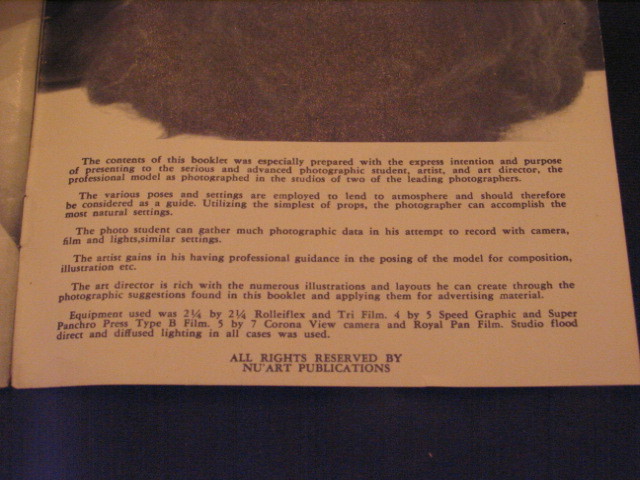 The contents of this booklet was especially prepared with the express intention and purpose
of presenting to the serious and advanced photographic student, artist, and art director, the
professional model as photographed in the studios of two of the leading photographers.
The various poses and settings are employed to lend to atmosphere and should therefore
be considered as a guide. Utilizing the simplest of props, the photographer can accomplish the
most natural settings.
The photo student can gather much photographic data in his attempt to record with camera,
film and lights,similar settings.
The artist gains in his having professional guidance in the posing of the model for composition,
illustration etc.
The art director is rich with the numerous illustrations and layouts he can create through the
photographic suggestions found in this booklet and applying them for advertising material.
Equipment used was 2¼ by 2¼ Rolleiflex and Tri Film. 4 by 5 Speed Graphic and Super
Panchro Press Type B Film. 5 by 7 Corona View camera and Royal Pan Film. Studio flood
direct and diffused lighting in all cases was used.
ALL RIGHTS RESERVED BY
NU'ART PUBLICATIONS